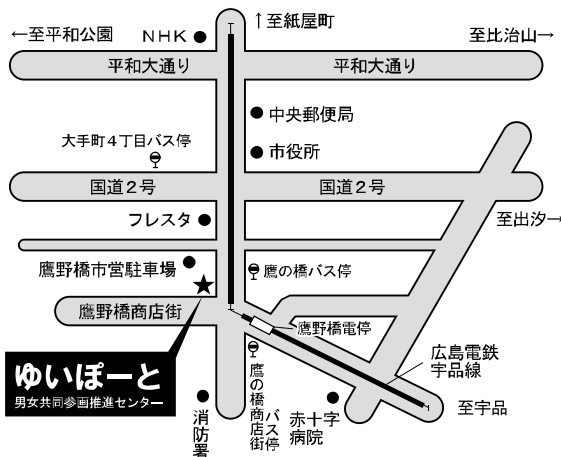 ←至平和公園
NHK
↑至紙屋町
至比治山→
平和大通り
平和大通り
中央郵便局
大手町4丁目バス停
市役所
国道2号
国道2号
フレスタ
至出汐→
鷹野橋市営駐車場
鷹の橋バス停
鷹野橋商店街
鷹野橋電停
広島電鉄
宇品線
ゆいぽーと
男女共同参画推進センター
消防署
鷹の橋商店街
バス停
赤十字
病院
至宇品